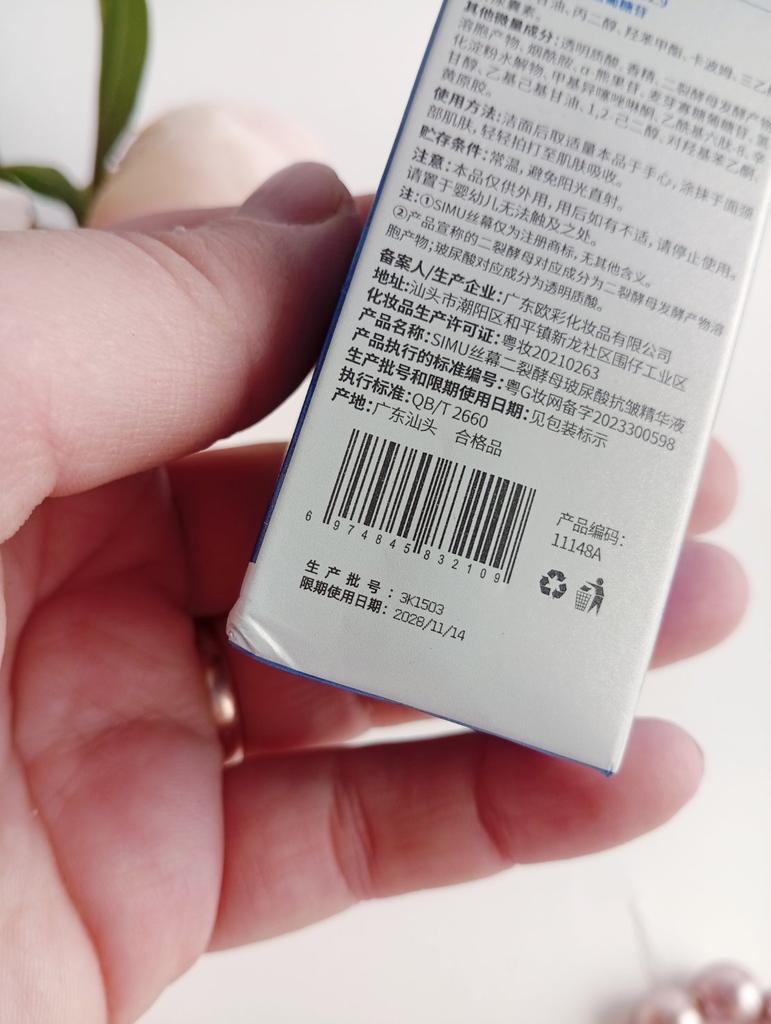 甘油、丙二醇、羟苯甲酯、卡波姆、三乙
其他微量成分：透明质酸、香精、二裂酵母发酵产物
溶胞产物、烟酰胺、α-熊果苷、麦芽寡糖葡糖苷、氢
化淀粉水解物、甲基异噻唑啉酮、乙酰基六肽-8、李
甘醇、乙基己基甘油、1,2-己二醇、对羟基苯乙酮、
黄原胶。
使用方法：洁面后取适量本品于手心，涂抹于面颈
部肌肤，轻轻拍打至肌肤吸收。
贮存条件：常温，避免阳光直射。
注意：本品仅供外用，用后如有不适，请停止使用。
请置于婴幼儿无法触及之处。
注：①SIMU丝幕仅为注册商标，无其他含义。
②产品宣称的二裂酵母对应成分为二裂酵母发酵产物溶
胞产物；玻尿酸对应成分为透明质酸。
备案人/生产企业：广东欧彩化妆品有限公司
地址：汕头市潮阳区和平镇新龙社区围仔工业区
化妆品生产许可证：粤妆20210263
产品名称：SIMU丝幕二裂酵母玻尿酸抗皱精华液
产品执行的标准编号：粤G妆网备字2023300598
生产批号和限期使用日期：见包装标示
执行标准：QB/T 2660
产地：广东汕头 合格品
6 974845 832109
产品编码：
11148A
生产批号：3K1503
限期使用日期：2028/11/14